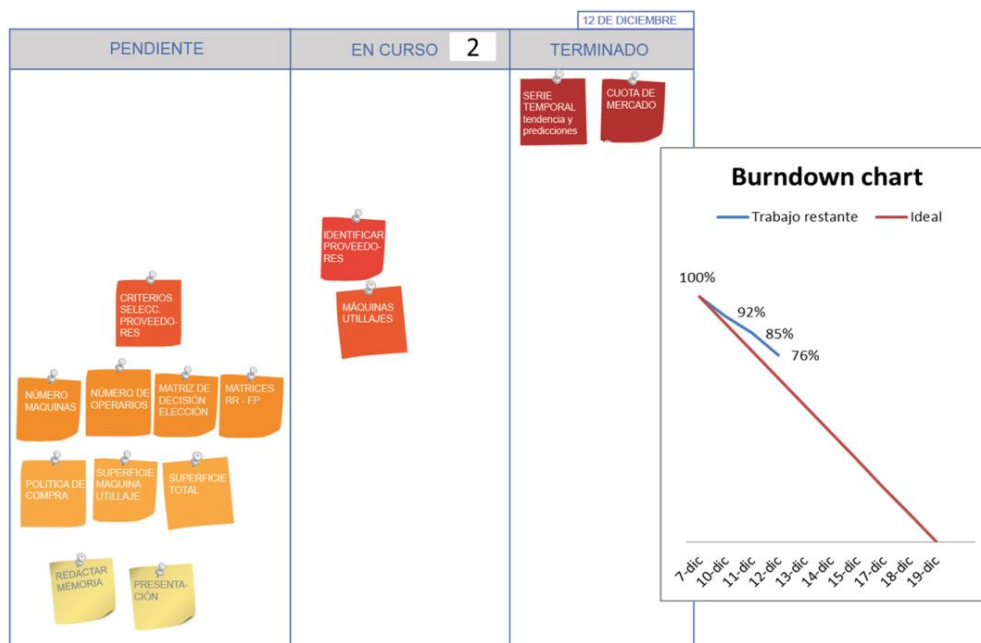 12 DE DICIEMBRE
PENDIENTE
EN CURSO
2
TERMINADO
SERIE
TEMPORAL
tendencia y
predicciones
CUOTA DE
MERCADO
IDENTIFICAR
PROVEEDO-
RES
MÁQUINAS
UTILLAJES
CRITERIOS
SELECC.
PROVEEDO-
RES
NÚMERO
MAQUINAS
NÚMERO DE
OPERARIOS
MATRIZ DE
DECISIÓN
ELECCIÓN
MATRICES
RR - FP
POLITICA DE
COMPRA
SUPERFICIE
MAQUINA
UTILLAJE
SUPERFICIE
TOTAL
REDACTAR
MEMORIA
PRESENTA-
CIÓN
Burndown chart
Trabajo restante
Ideal
100%
92%
85%
76%
7-dic
10-dic
11-dic
12-dic
13-dic
14-dic
15-dic
17-dic
18-dic
19-dic